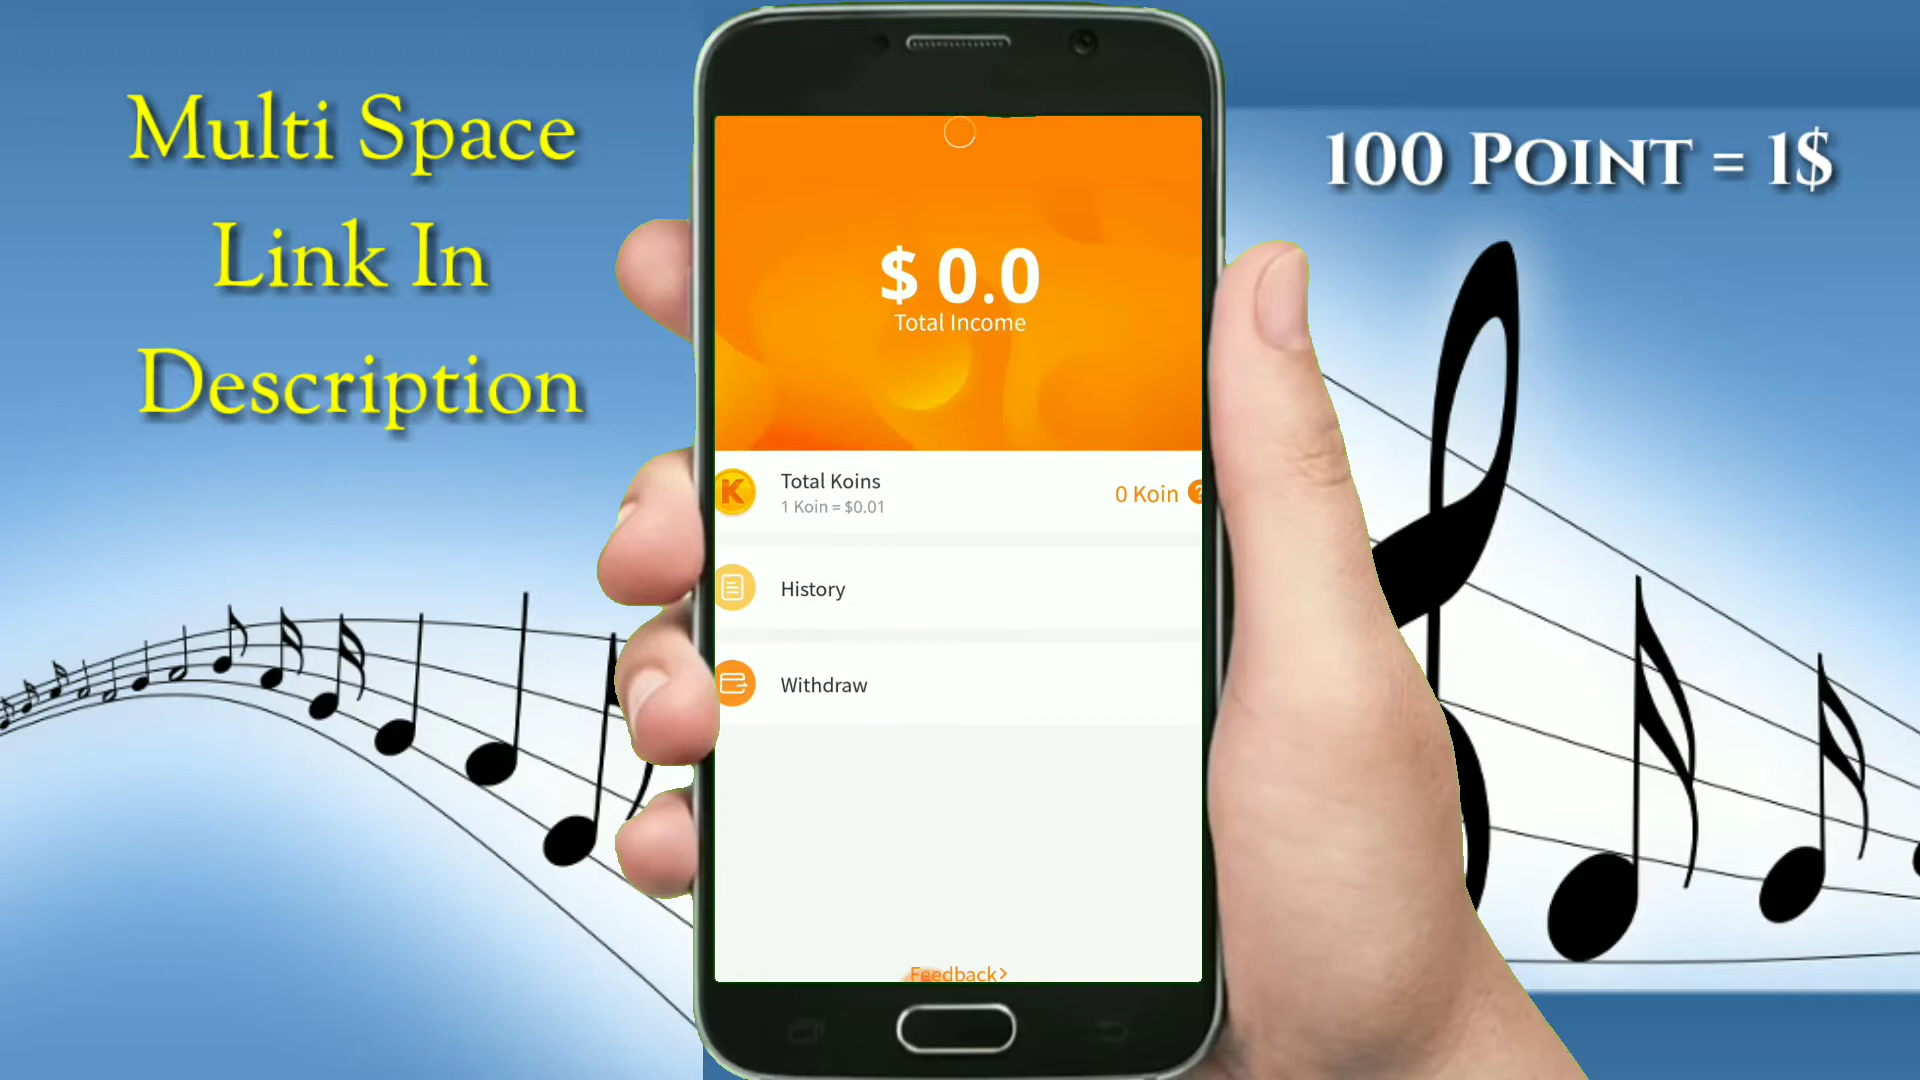 Multi Space
Link In
Description
100 POINT = 1$
$ 0.0
Total Income
K
Total Koins
1 Koin = $0.01
0 Koin ?
History
Withdraw
Feedback>